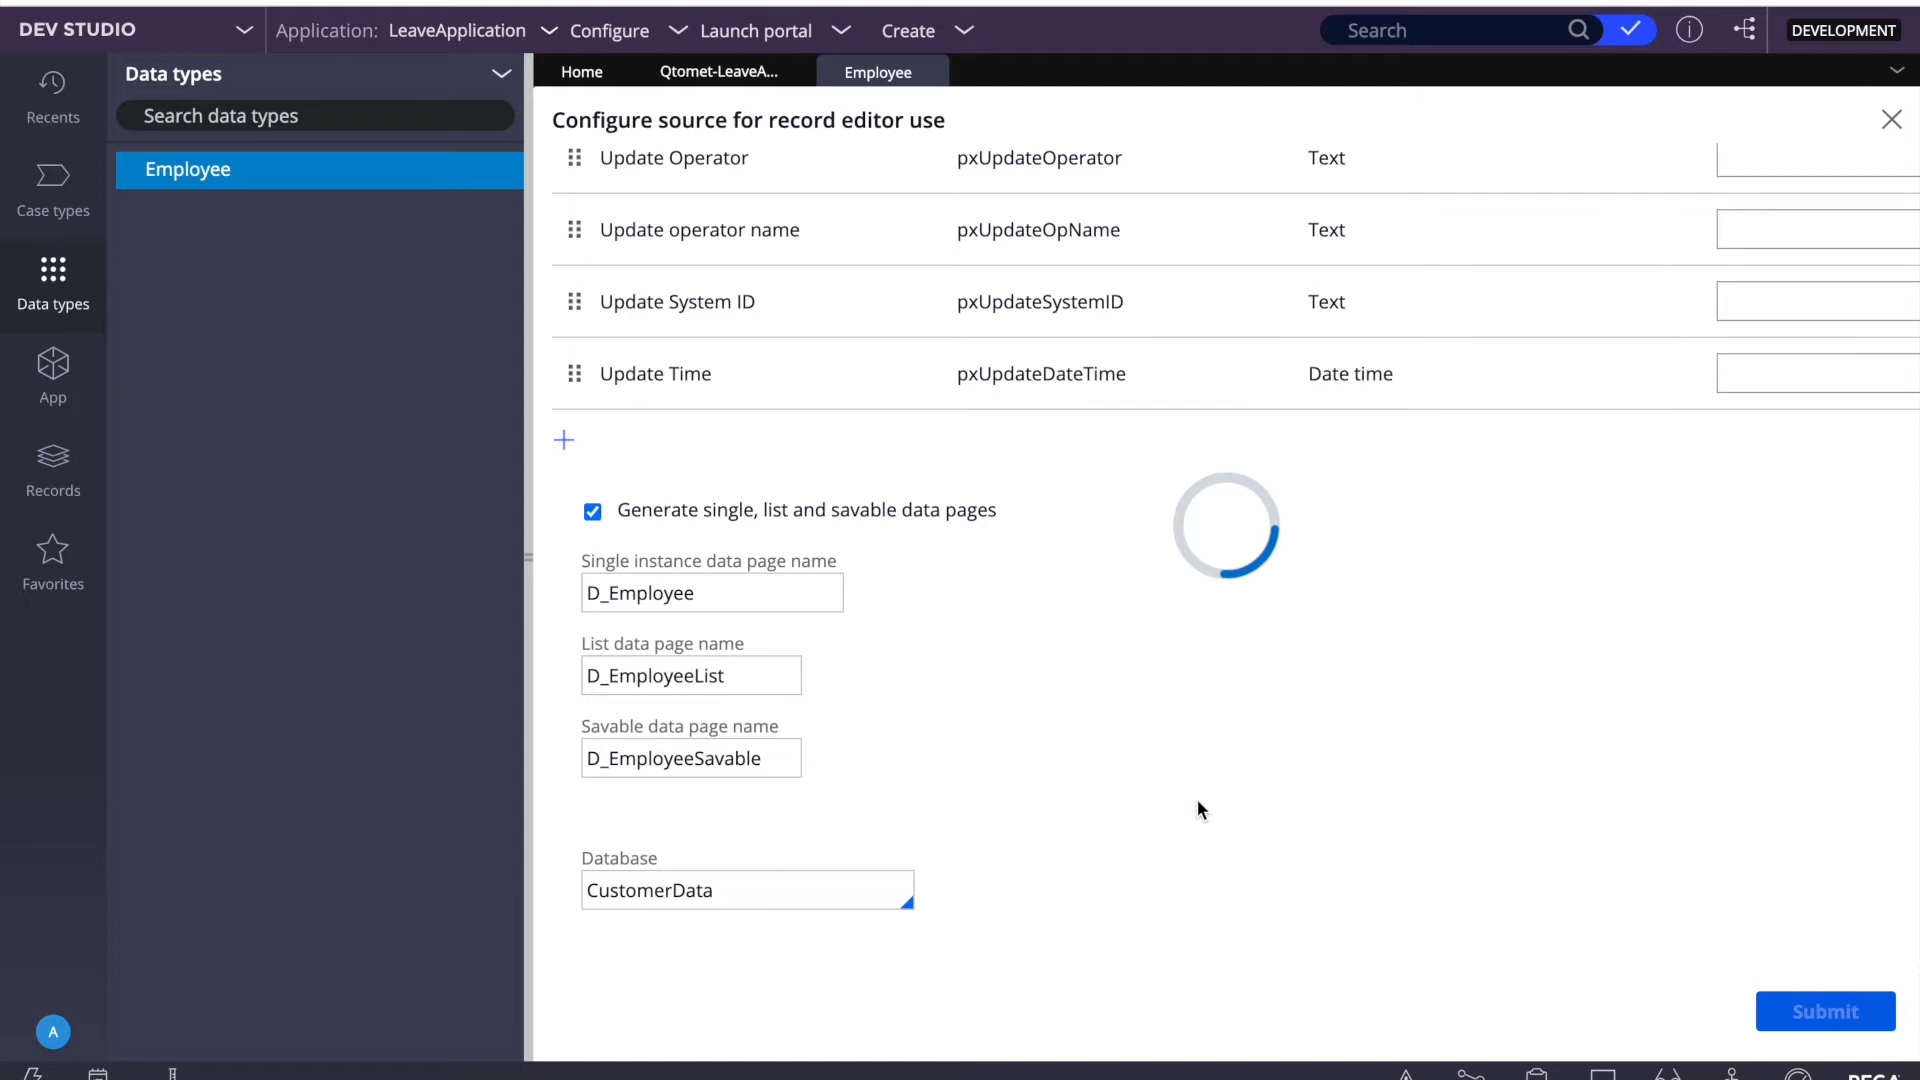 DEV STUDIO
Application: LeaveApplication
Configure
Launch portal
Create
Search
DEVELOPMENT
Recents
Case types
Data types
App
Records
Favorites
A
Data types
Search data types
Employee
Home
Qtomet-LeaveA...
Employee
Configure source for record editor use
Update Operator pxUpdateOperator Text
Update operator name pxUpdateOpName Text
Update System ID pxUpdateSystemID Text
Update Time pxUpdateDateTime Date time
Generate single, list and savable data pages
Single instance data page name
D_Employee
List data page name
D_EmployeeList
Savable data page name
D_EmployeeSavable
Database
CustomerData
Submit
PEGA